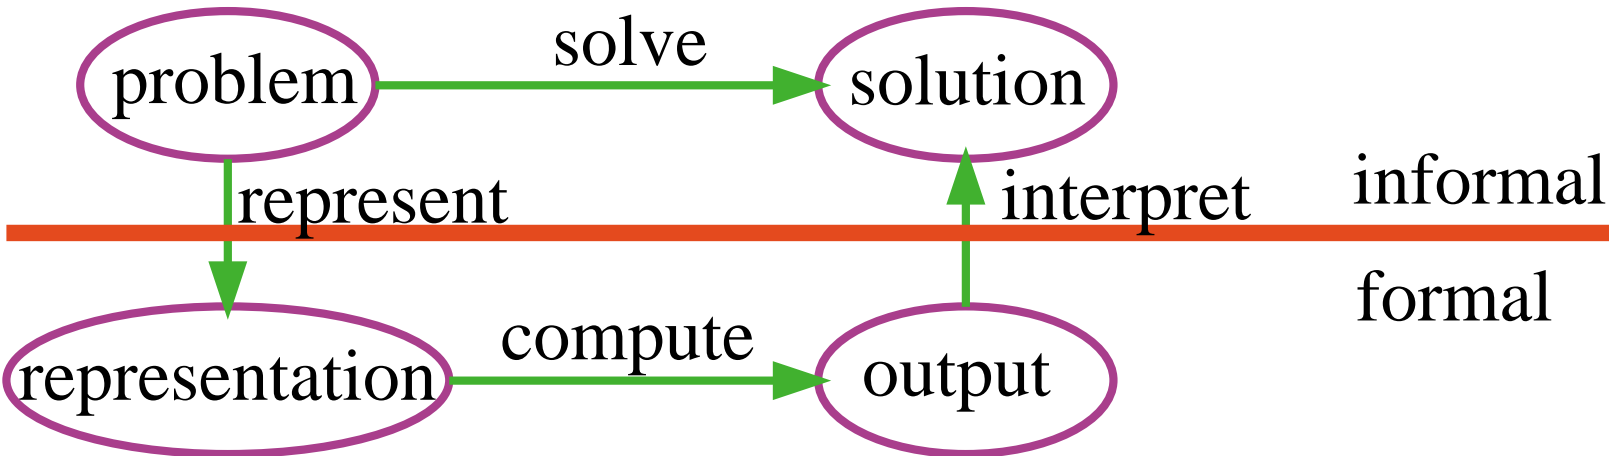 solve
problem
solution
represent
interpret
informal
formal
compute
representation
output